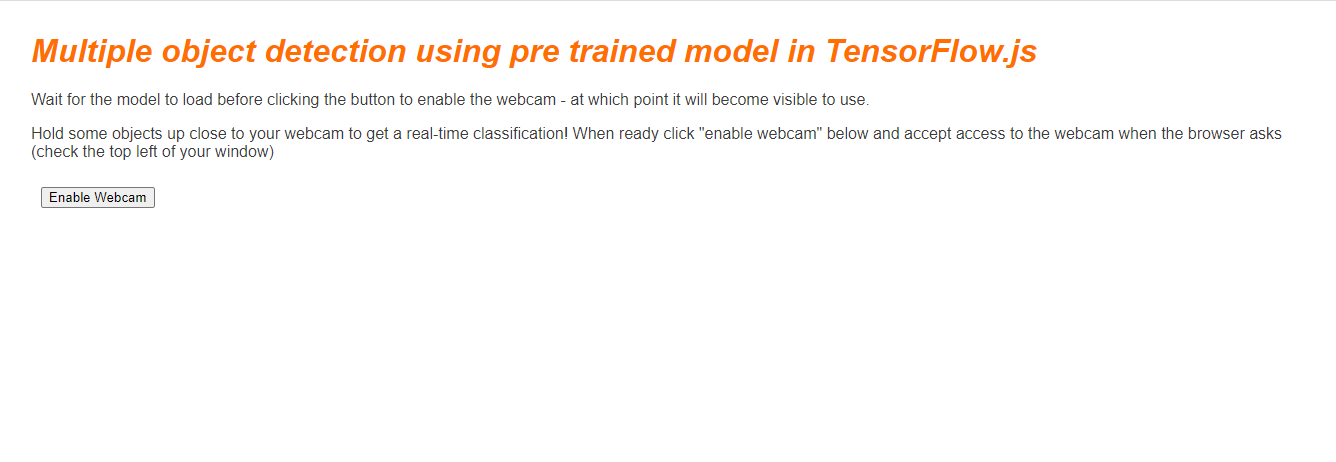 Multiple object detection using pre trained model in TensorFlow.js
Wait for the model to load before clicking the button to enable the webcam - at which point it will become visible to use.
Hold some objects up close to your webcam to get a real-time classification! When ready click "enable webcam" below and accept access to the webcam when the browser asks
(check the top left of your window)
Enable Webcam